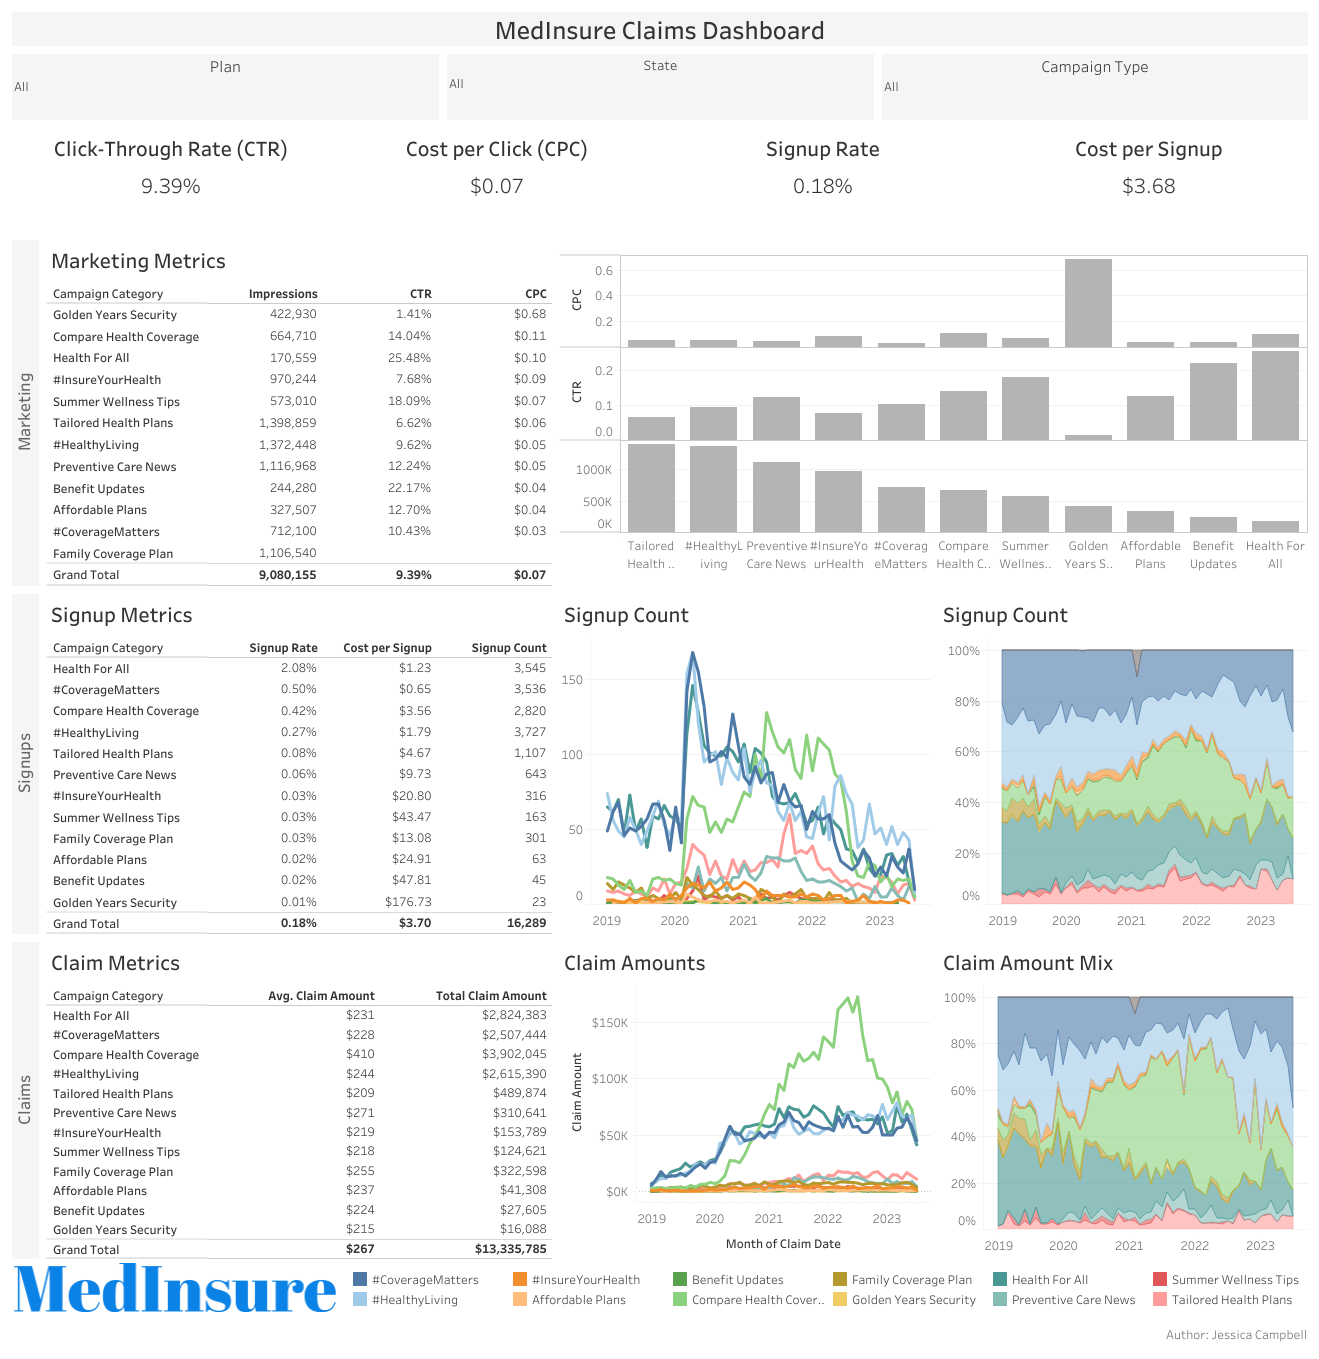 MedInsure Claims Dashboard
Plan
All
State
All
Campaign Type
All
Click-Through Rate (CTR)
9.39%
Cost per Click (CPC)
$0.07
Signup Rate
0.18%
Cost per Signup
$3.68
Marketing
Marketing Metrics
Campaign Category Impressions CTR CPC
Golden Years Security 422,930 1.41% $0.68
Compare Health Coverage 664,710 14.04% $0.11
Health For All 170,559 25.48% $0.10
#InsureYourHealth 970,244 7.68% $0.09
Summer Wellness Tips 573,010 18.09% $0.07
Tailored Health Plans 1,398,859 6.62% $0.06
#HealthyLiving 1,372,448 9.62% $0.05
Preventive Care News 1,116,968 12.24% $0.05
Benefit Updates 244,280 22.17% $0.04
Affordable Plans 327,507 12.70% $0.04
#CoverageMatters 712,100 10.43% $0.03
Family Coverage Plan 1,106,540
Grand Total 9,080,155 9.39% $0.07
CPC
0.6
0.4
0.2
CTR
0.2
0.1
0.0
1000K
500K
0K
Tailored #HealthyL Preventive #InsureYo #Coverag Compare Summer Golden Affordable Benefit Health For
Health .. iving Care News urHealth eMatters Health C.. Wellnes.. Years S.. Plans Updates All
Signups
Signup Metrics
Campaign Category Signup Rate Cost per Signup Signup Count
Health For All 2.08% $1.23 3,545
#CoverageMatters 0.50% $0.65 3,536
Compare Health Coverage 0.42% $3.56 2,820
#HealthyLiving 0.27% $1.79 3,727
Tailored Health Plans 0.08% $4.67 1,107
Preventive Care News 0.06% $9.73 643
#InsureYourHealth 0.03% $20.80 316
Summer Wellness Tips 0.03% $43.47 163
Family Coverage Plan 0.03% $13.08 301
Affordable Plans 0.02% $24.91 63
Benefit Updates 0.02% $47.81 45
Golden Years Security 0.01% $176.73 23
Grand Total 0.18% $3.70 16,289
Signup Count
150
100
50
0
2019 2020 2021 2022 2023
Signup Count
100%
80%
60%
40%
20%
0%
2019 2020 2021 2022 2023
Claims
Claim Metrics
Campaign Category Avg. Claim Amount Total Claim Amount
Health For All $231 $2,824,383
#CoverageMatters $228 $2,507,444
Compare Health Coverage $410 $3,902,045
#HealthyLiving $244 $2,615,390
Tailored Health Plans $209 $489,874
Preventive Care News $271 $310,641
#InsureYourHealth $219 $153,789
Summer Wellness Tips $218 $124,621
Family Coverage Plan $255 $322,598
Affordable Plans $237 $41,308
Benefit Updates $224 $27,605
Golden Years Security $215 $16,088
Grand Total $267 $13,335,785
Claim Amounts
Claim Amount
$150K
$100K
$50K
$0K
2019 2020 2021 2022 2023
Month of Claim Date
Claim Amount Mix
100%
80%
60%
40%
20%
0%
2019 2020 2021 2022 2023
MedInsure
#CoverageMatters #InsureYourHealth Benefit Updates Family Coverage Plan Health For All Summer Wellness Tips
#HealthyLiving Affordable Plans Compare Health Cover.. Golden Years Security Preventive Care News Tailored Health Plans
Author: Jessica Campbell